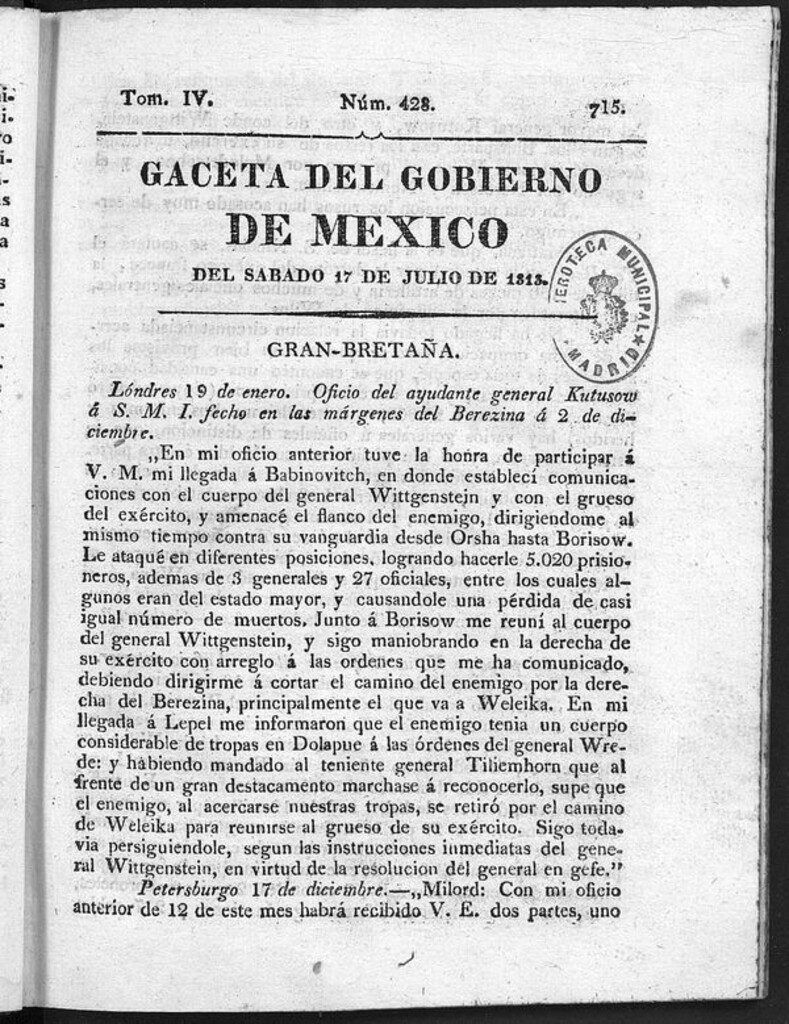 Tom. IV. Núm. 428. 715.
GACETA DEL GOBIERNO
DE MEXICO
DEL SABADO 17 DE JULIO DE 1813.
HEROTECA MUNICIPAL
MADRID
GRAN-BRETAÑA.
Lóndres 19 de enero. Oficio del ayudante general Kutusow
á S. M. I. fecho en las márgenes del Berezina á 2 de di-
ciembre.
„En mi oficio anterior tuve la honra de participar á
V. M. mi llegada á Babinovitch, en donde establecí comunica-
ciones con el cuerpo del general Wittgenstein y con el grueso
del exército, y amenacé el flanco del enemigo, dirigiendome al
mismo tiempo contra su vanguardia desde Orsha hasta Borisow.
Le ataqué en diferentes posiciones, logrando hacerle 5.020 prisio-
neros, ademas de 3 generales y 27 oficiales, entre los cuales al-
gunos eran del estado mayor, y causandole una pérdida de casi
igual número de muertos. Junto á Borisow me reuní al cuerpo
del general Wittgenstein, y sigo maniobrando en la derecha de
su exército con arreglo á las ordenes que me ha comunicado,
debiendo dirigirme á cortar el camino del enemigo por la dere-
cha del Berezina, principalmente el que va a Weleika. En mi
llegada á Lepel me informaron que el enemigo tenia un cuerpo
considerable de tropas en Dolapue á las órdenes del general Wre-
de: y habiendo mandado al teniente general Tiliemhorn que al
frente de un gran destacamento marchase á reconocerlo, supe que
el enemigo, al acercarse nuestras tropas, se retiró por el camino
de Weleika para reunirse al grueso de su exército. Sigo toda-
via persiguiendole, segun las instrucciones inmediatas del gene-
ral Wittgenstein, en virtud de la resolucion del general en gefe.”
Petersburgo 17 de diciembre.—„Milord: Con mi oficio
anterior de 12 de este mes habrá recibido V. E. dos partes, uno